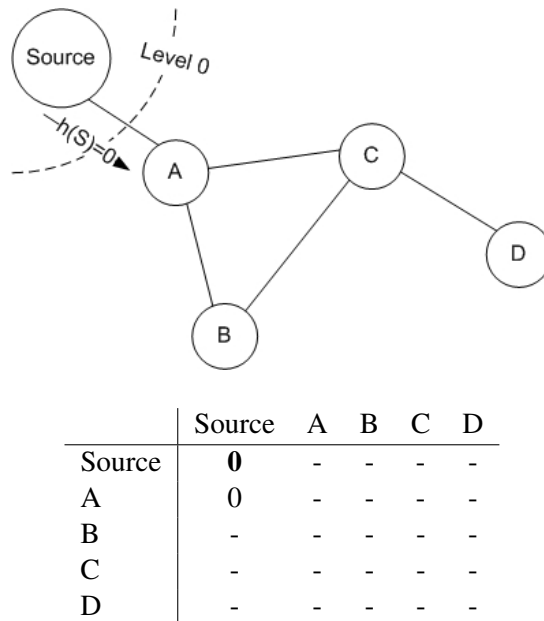 Source
Level 0
h(S)=0
A
C
D
B
Source A B C D
Source 0 - - - -
A 0 - - - -
B - - - - -
C - - - - -
D - - - - -